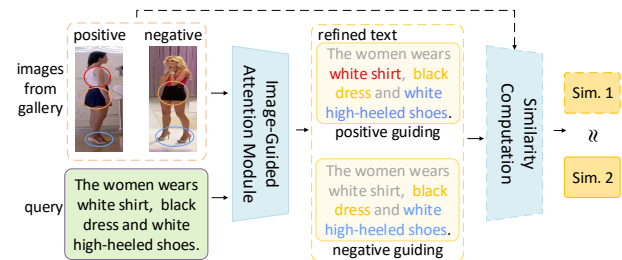 positive
negative
images
from
gallery
query
The women wears
white shirt, black
dress and white
high-heeled shoes.
Image-Guided
Attention Module
refined text
The women wears
white shirt, black
dress and white
high-heeled shoes.
positive guiding
The women wears
white shirt, black
dress and white
high-heeled shoes.
negative guiding
Similarity
Computation
Sim. 1
≈
Sim. 2